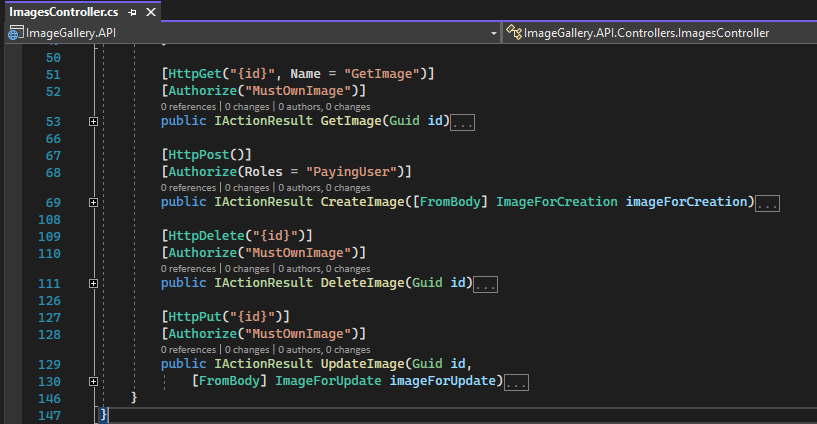 ImagesController.cs
ImageGallery.API
ImageGallery.API.Controllers.ImagesController
50
51 [HttpGet("{id}", Name = "GetImage")]
52 [Authorize("MustOwnImage")]
0 references | 0 changes | 0 authors, 0 changes
53 public IActionResult GetImage(Guid id)...
66
67 [HttpPost()]
68 [Authorize(Roles = "PayingUser")]
0 references | 0 changes | 0 authors, 0 changes
69 public IActionResult CreateImage([FromBody] ImageForCreation imageForCreation)...
108
109 [HttpDelete("{id}")]
110 [Authorize("MustOwnImage")]
0 references | 0 changes | 0 authors, 0 changes
111 public IActionResult DeleteImage(Guid id)...
126
127 [HttpPut("{id}")]
128 [Authorize("MustOwnImage")]
0 references | 0 changes | 0 authors, 0 changes
129 public IActionResult UpdateImage(Guid id,
130 [FromBody] ImageForUpdate imageForUpdate)...
146 }
147 }